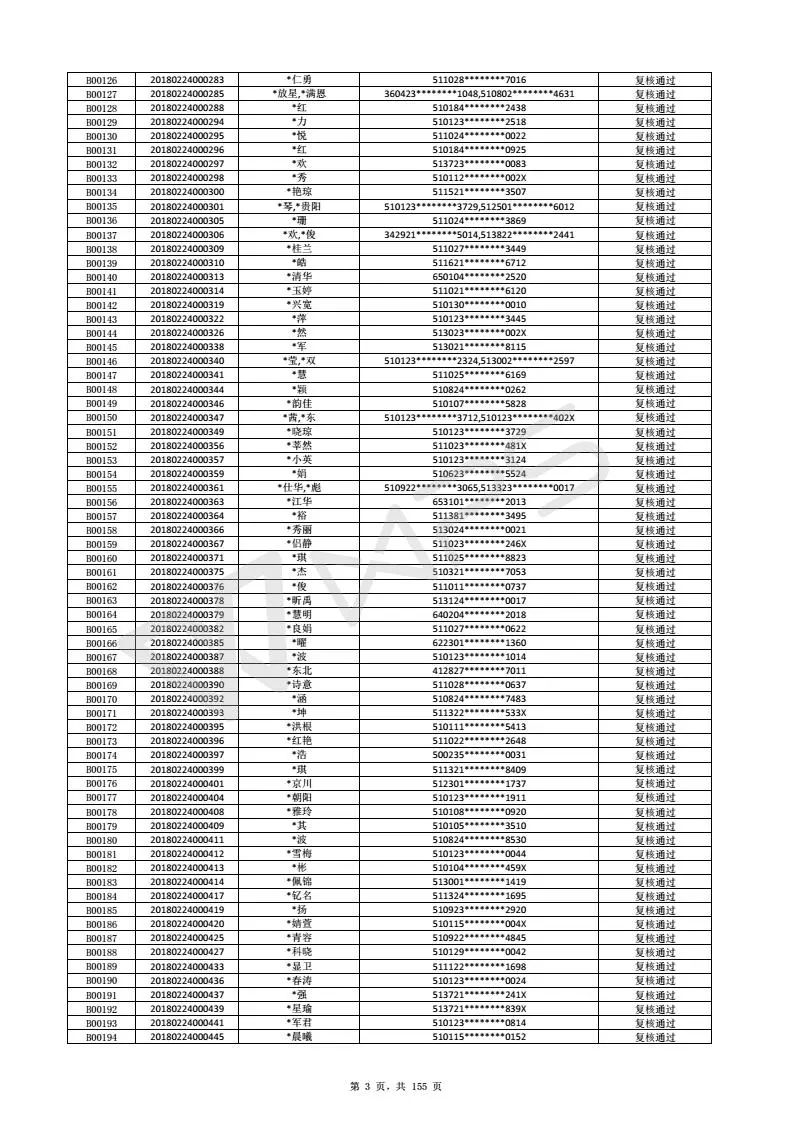 B00126 20180224000283 *仁勇 511028********7016 复核通过
B00127 20180224000285 *放星,*满恩 360423********1048,510802********4631 复核通过
B00128 20180224000288 *红 510184********2438 复核通过
B00129 20180224000294 *力 510123********2518 复核通过
B00130 20180224000295 *悦 511024********0022 复核通过
B00131 20180224000296 *红 510184********0925 复核通过
B00132 20180224000297 *欢 513723********0083 复核通过
B00133 20180224000298 *秀 510112********002X 复核通过
B00134 20180224000300 *艳琼 511521********3507 复核通过
B00135 20180224000301 *琴,*贵阳 510123********3729,512501********6012 复核通过
B00136 20180224000305 *珊 511024********3869 复核通过
B00137 20180224000306 *欢,*俊 342921********5014,513822********2441 复核通过
B00138 20180224000309 *桂兰 511027********3449 复核通过
B00139 20180224000310 *皓 511621********6712 复核通过
B00140 20180224000313 *清华 650104********2520 复核通过
B00141 20180224000314 *玉婷 511021********6120 复核通过
B00142 20180224000319 *兴宽 510130********0010 复核通过
B00143 20180224000322 *萍 510123********3445 复核通过
B00144 20180224000326 *然 513023********002X 复核通过
B00145 20180224000338 *军 513021********8115 复核通过
B00146 20180224000340 *莹,*双 510123********2324,513002********2597 复核通过
B00147 20180224000341 *慧 511025********6169 复核通过
B00148 20180224000344 *颖 510824********0262 复核通过
B00149 20180224000346 *韵佳 510107********5828 复核通过
B00150 20180224000347 *茜,*东 510123********3712,510123********402X 复核通过
B00151 20180224000349 *晓琼 510123********3729 复核通过
B00152 20180224000356 *莘然 511023********481X 复核通过
B00153 20180224000357 *小英 510123********3124 复核通过
B00154 20180224000359 *娟 510623********5524 复核通过
B00155 20180224000361 *仕华,*彪 510922********3065,513323********0017 复核通过
B00156 20180224000363 *江华 653101********2013 复核通过
B00157 20180224000364 *裕 511381********3495 复核通过
B00158 20180224000366 *秀丽 513024********0021 复核通过
B00159 20180224000367 *侣静 511023********246X 复核通过
B00160 20180224000371 *琪 511025********8823 复核通过
B00161 20180224000375 *杰 510321********7053 复核通过
B00162 20180224000376 *俊 511011********0737 复核通过
B00163 20180224000378 *昕禹 513124********0017 复核通过
B00164 20180224000379 *慧明 640204********2018 复核通过
B00165 20180224000382 *良娟 511027********0622 复核通过
B00166 20180224000385 *曜 622301********1360 复核通过
B00167 20180224000387 *波 510123********1014 复核通过
B00168 20180224000388 *东北 412827********7011 复核通过
B00169 20180224000390 *诗意 511028********0637 复核通过
B00170 20180224000392 *涵 510824********7483 复核通过
B00171 20180224000393 *坤 511322********533X 复核通过
B00172 20180224000395 *洪根 510111********5413 复核通过
B00173 20180224000396 *红艳 511022********2648 复核通过
B00174 20180224000397 *浩 500235********0031 复核通过
B00175 20180224000399 *琪 511321********8409 复核通过
B00176 20180224000401 *京川 512301********1737 复核通过
B00177 20180224000404 *朝阳 510123********1911 复核通过
B00178 20180224000408 *雅玲 510108********0920 复核通过
B00179 20180224000409 *其 510105********3510 复核通过
B00180 20180224000411 *波 510824********8530 复核通过
B00181 20180224000412 *雪梅 510123********0044 复核通过
B00182 20180224000413 *彬 510104********459X 复核通过
B00183 20180224000414 *佩锦 513001********1419 复核通过
B00184 20180224000417 *钇名 511324********1695 复核通过
B00185 20180224000419 *扬 510923********2920 复核通过
B00186 20180224000420 *婧萱 510115********004X 复核通过
B00187 20180224000425 *青容 510922********4845 复核通过
B00188 20180224000427 *科晓 510129********0042 复核通过
B00189 20180224000433 *显卫 511122********1698 复核通过
B00190 20180224000436 *春涛 510123********0024 复核通过
B00191 20180224000437 *强 513721********241X 复核通过
B00192 20180224000439 *星瑜 513721********839X 复核通过
B00193 20180224000441 *军君 510123********0814 复核通过
B00194 20180224000445 *晨曦 510115********0152 复核通过
第 3 页，共 155 页